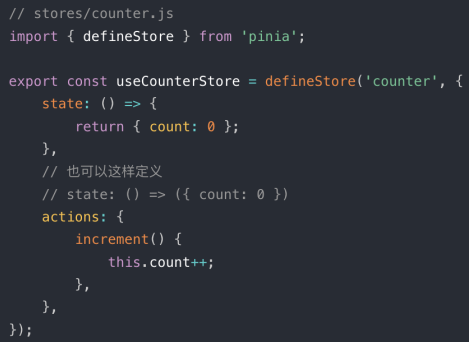 // stores/counter.js
import { defineStore } from 'pinia';

export const useCounterStore = defineStore('counter', {
    state: () => {
        return { count: 0 };
    },
    // 也可以这样定义
    // state: () => ({ count: 0 })
    actions: {
        increment() {
            this.count++;
        },
    },
});